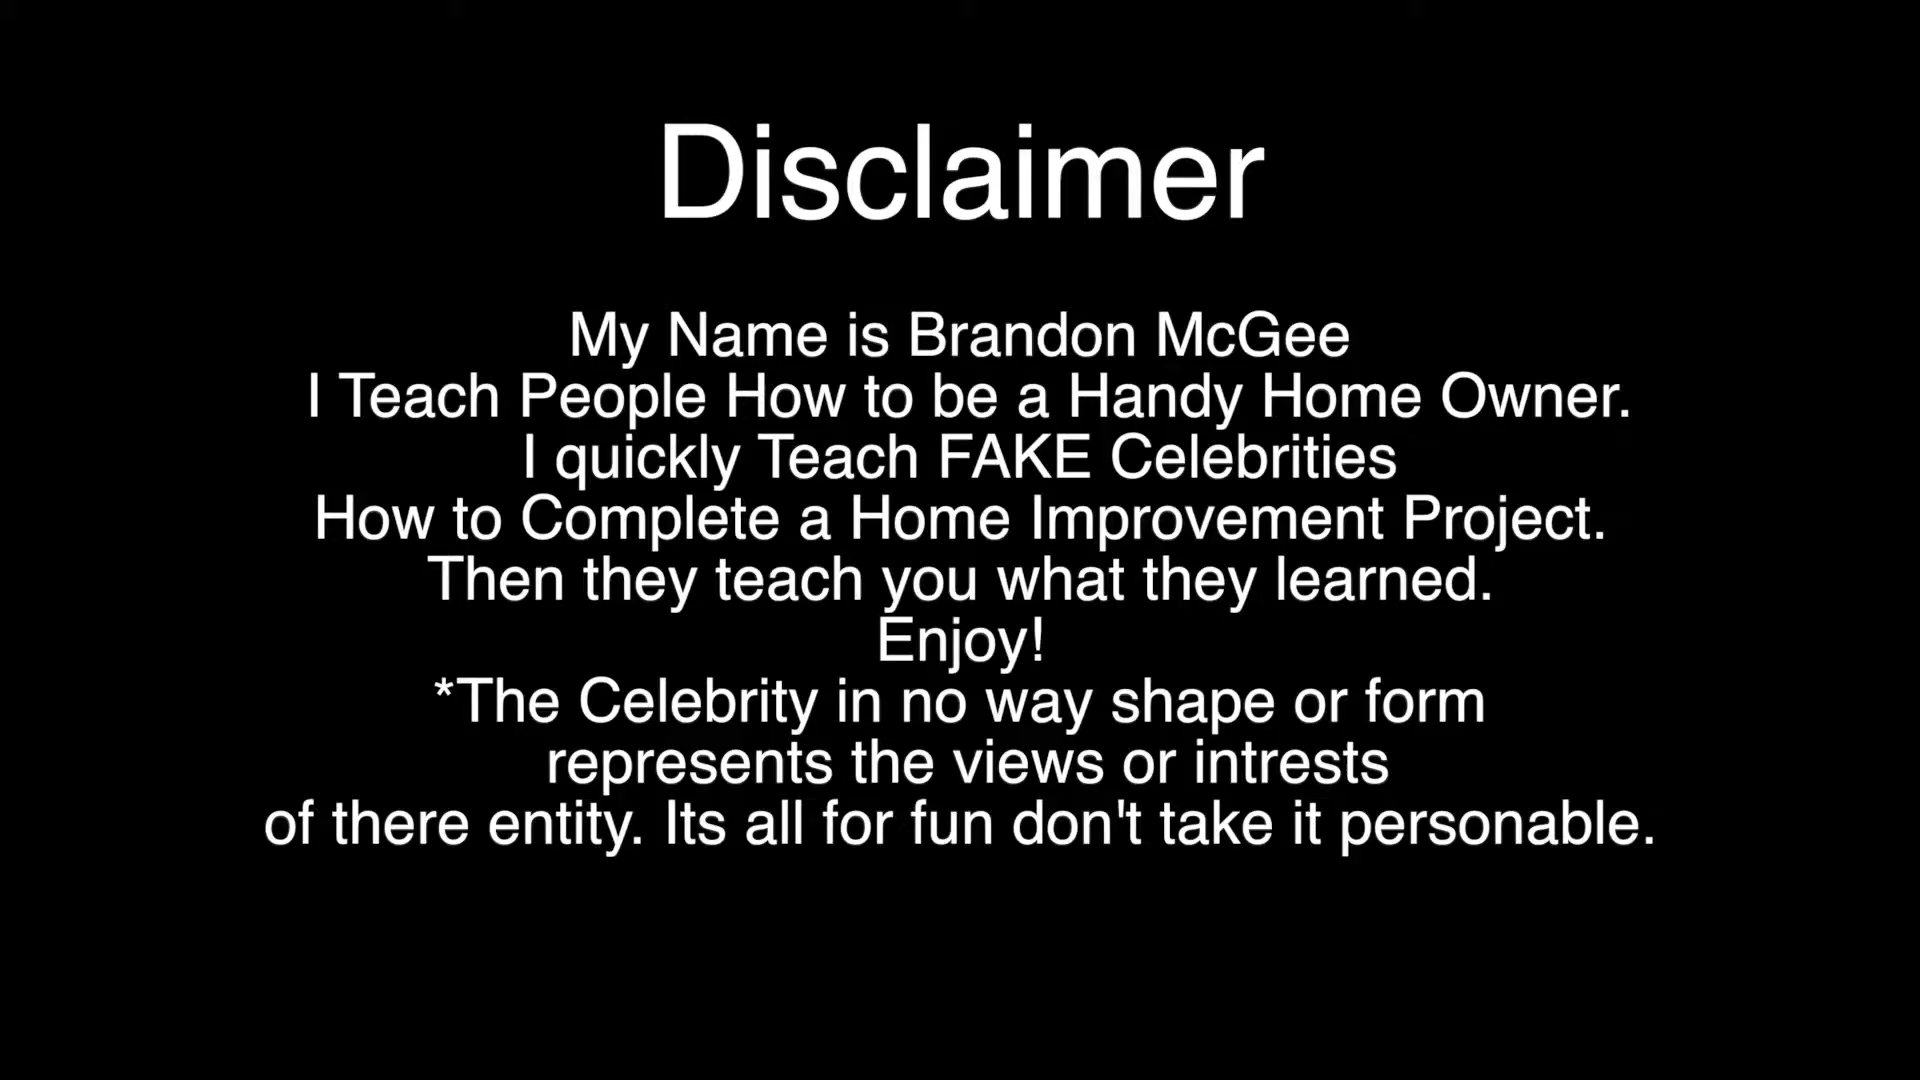 Disclaimer
My Name is Brandon McGee
I Teach People How to be a Handy Home Owner.
I quickly Teach FAKE Celebrities
How to Complete a Home Improvement Project.
Then they teach you what they learned.
Enjoy!
*The Celebrity in no way shape or form
represents the views or intrests
of there entity. Its all for fun don't take it personable.